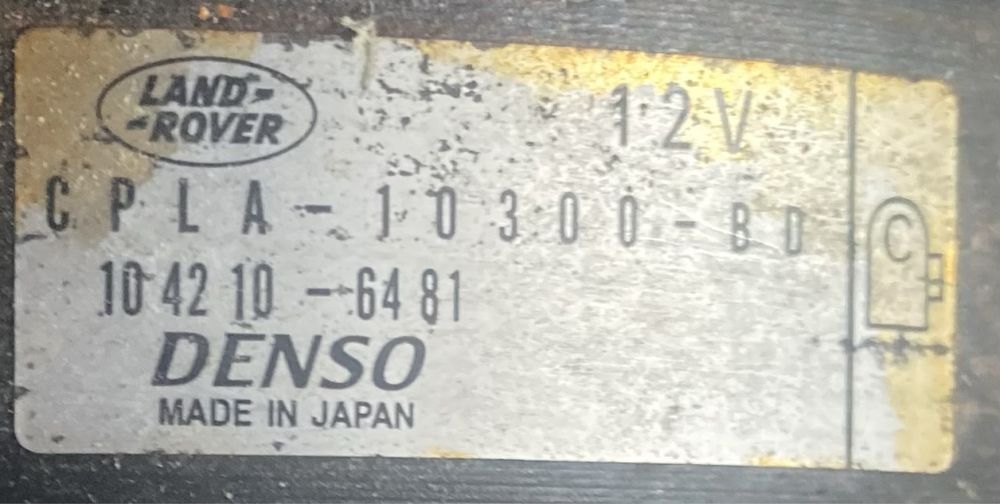 LAND-
-ROVER
12V
CPLA-10300-BD
C
104210-6481
DENSO
MADE IN JAPAN